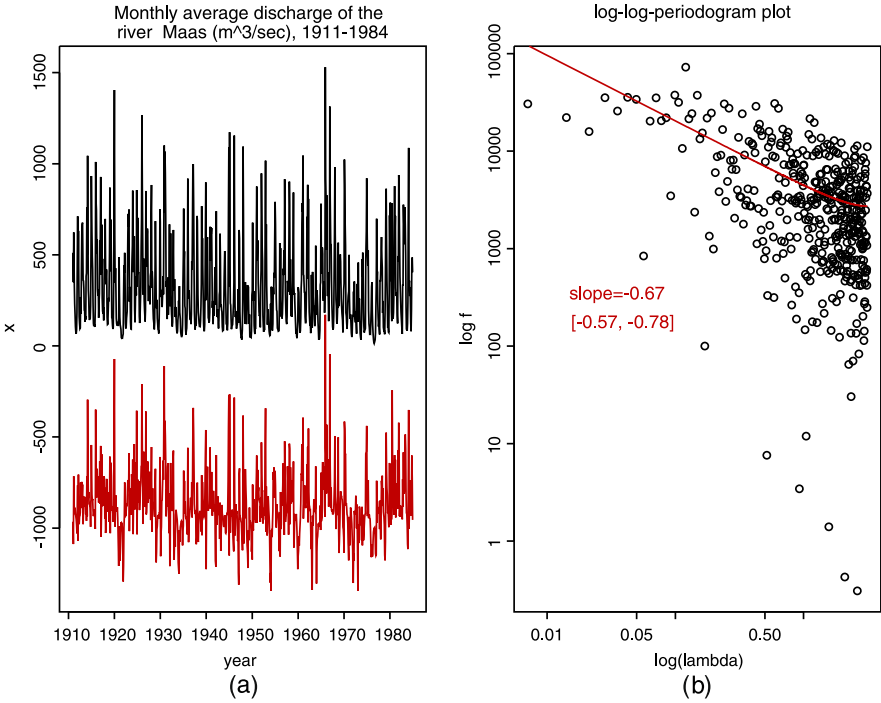 Monthly average discharge of the
river Maas (m^3/sec), 1911-1984
x
1500
1000
500
0
-500
-1000
1910 1920 1930 1940 1950 1960 1970 1980
year
(a)
log-log-periodogram plot
log f
100000
10000
1000
100
10
1
slope=-0.67
[-0.57, -0.78]
0.01 0.05 0.50
log(lambda)
(b)